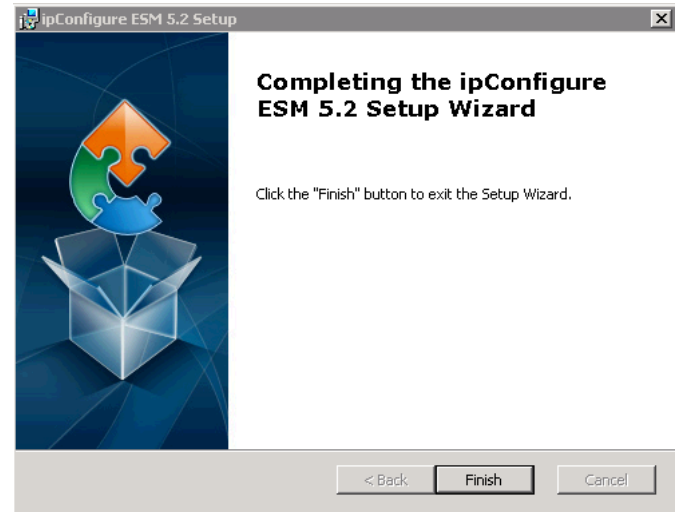 ipConfigure ESM 5.2 Setup
Completing the ipConfigure
ESM 5.2 Setup Wizard
Click the "Finish" button to exit the Setup Wizard.
< Back
Finish
Cancel